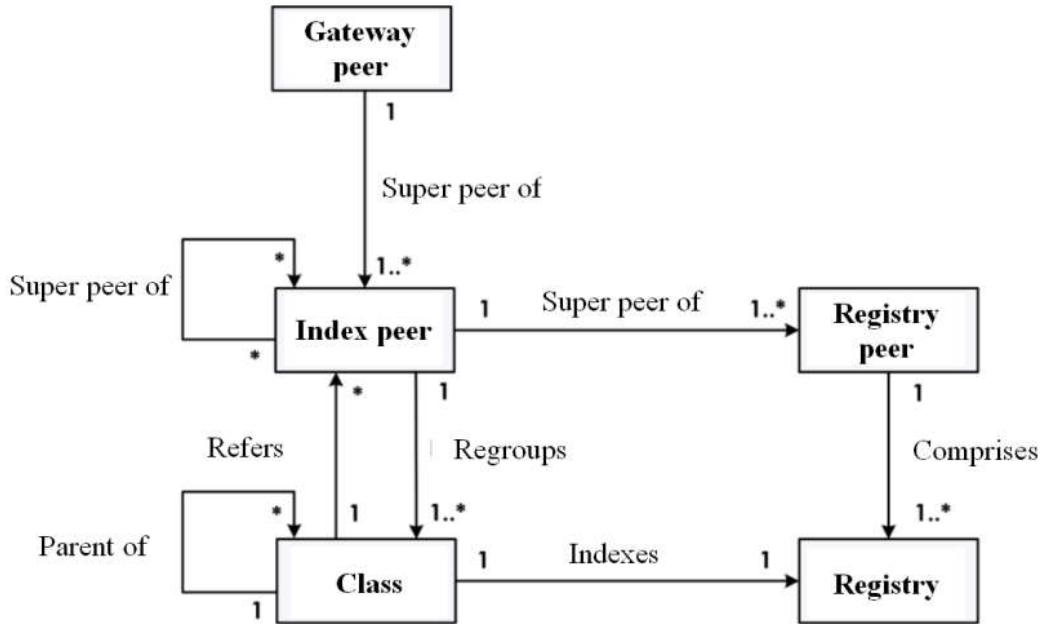 Gateway
peer
1
Super peer of
*
1..*
Super peer of
Index peer
1
Super peer of
1..*
Registry
peer
*
*
1
1
Refers
Regroups
Comprises
*
1
1..*
1..*
Parent of
Class
1
Indexes
1
Registry
1